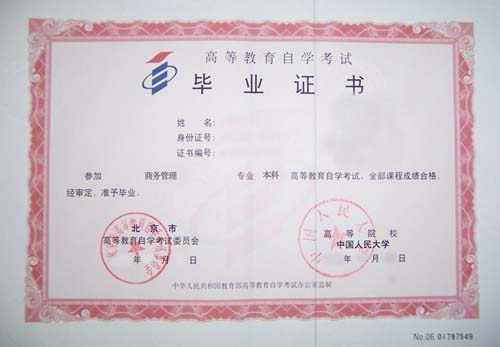 高等教育自学考试
毕业证书
姓 名:
身份证号:
证书编号:
参加 商务管理 专业 本科 高等教育自学考试，全部课程成绩合格，
经审定，准予毕业。
北 京 市
高等教育自学考试委员会
年 月 日
高 等 院 校
中国人民大学
年 月 日
中华人民共和国教育部高等教育自学考试办公室监制
No.06 01797549